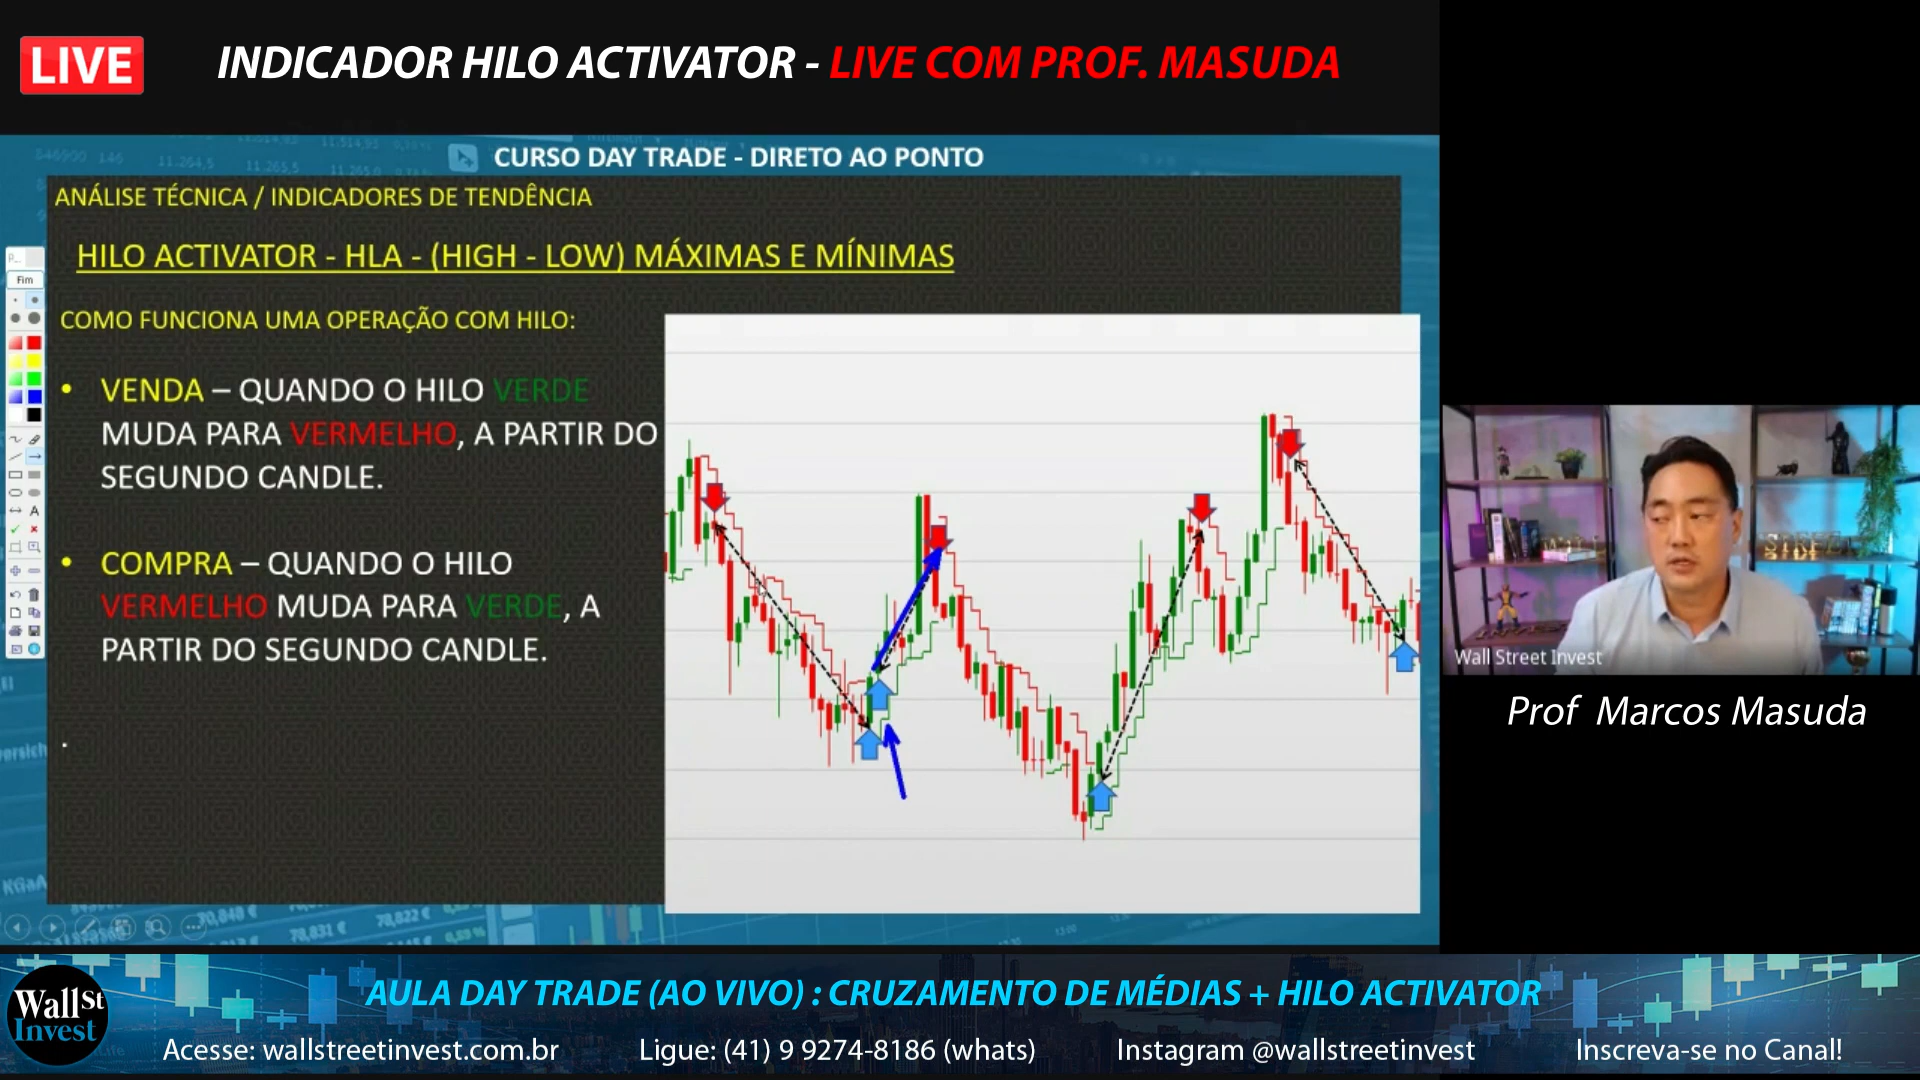 LIVE
INDICADOR HILO ACTIVATOR - LIVE COM PROF. MASUDA
CURSO DAY TRADE - DIRETO AO PONTO
ANÁLISE TÉCNICA / INDICADORES DE TENDÊNCIA
HILO ACTIVATOR - HLA - (HIGH - LOW) MÁXIMAS E MÍNIMAS
Fim
COMO FUNCIONA UMA OPERAÇÃO COM HILO:
• VENDA – QUANDO O HILO VERDE
MUDA PARA VERMELHO, A PARTIR DO
SEGUNDO CANDLE.
• COMPRA – QUANDO O HILO
VERMELHO MUDA PARA VERDE, A
PARTIR DO SEGUNDO CANDLE.
.
Wall Street Invest
Prof Marcos Masuda
Wall St
Invest
AULA DAY TRADE (AO VIVO) : CRUZAMENTO DE MÉDIAS + HILO ACTIVATOR
Acesse: wallstreetinvest.com.br
Ligue: (41) 9 9274-8186 (whats)
Instagram @wallstreetinvest
Inscreva-se no Canal!